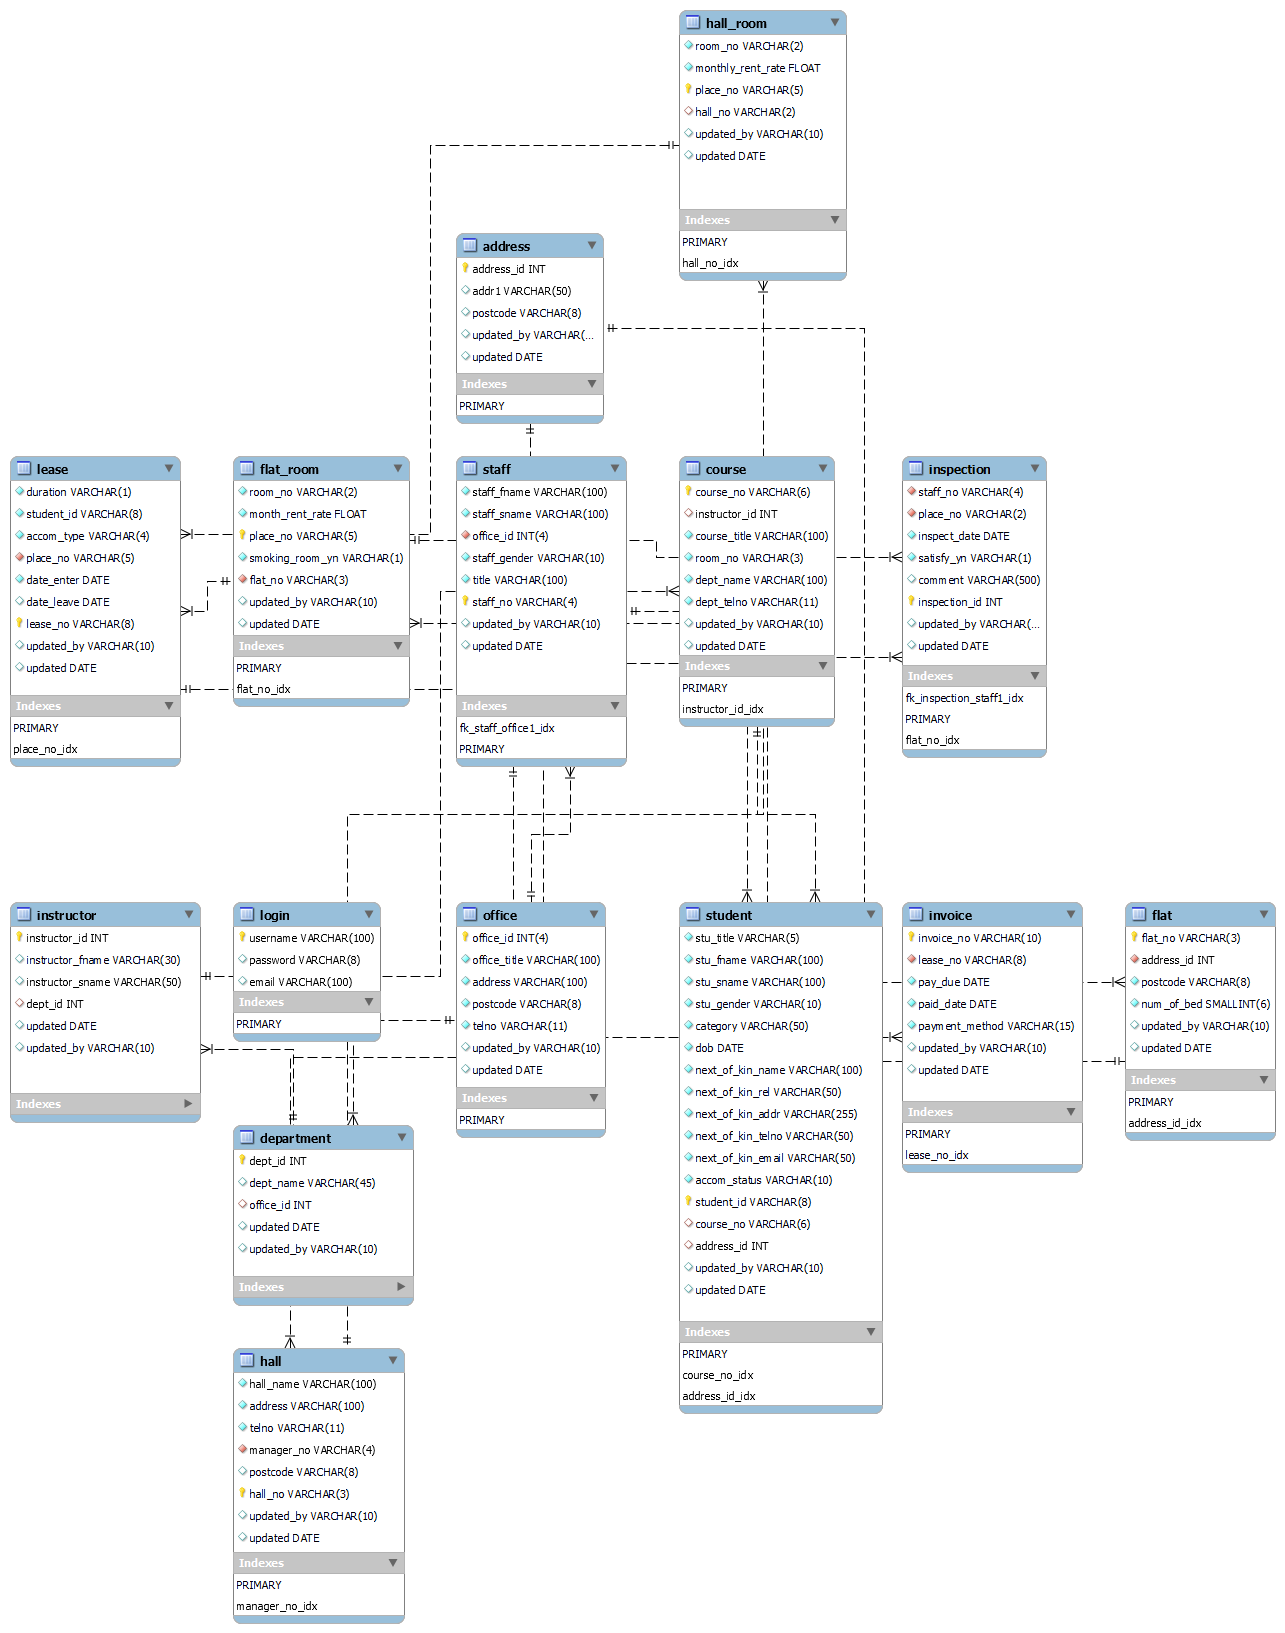 hall_room
room_no VARCHAR(2)
monthly_rent_rate FLOAT
place_no VARCHAR(5)
hall_no VARCHAR(2)
updated_by VARCHAR(10)
updated DATE
Indexes
PRIMARY
hall_no_idx
address
address_id INT
addr1 VARCHAR(50)
postcode VARCHAR(8)
updated_by VARCHAR(...
updated DATE
Indexes
PRIMARY
lease
duration VARCHAR(1)
student_id VARCHAR(8)
accom_type VARCHAR(4)
place_no VARCHAR(5)
date_enter DATE
date_leave DATE
lease_no VARCHAR(8)
updated_by VARCHAR(10)
updated DATE
Indexes
PRIMARY
place_no_idx
flat_room
room_no VARCHAR(2)
month_rent_rate FLOAT
place_no VARCHAR(5)
smoking_room_yn VARCHAR(1)
flat_no VARCHAR(3)
updated_by VARCHAR(10)
updated DATE
Indexes
PRIMARY
flat_no_idx
staff
staff_fname VARCHAR(100)
staff_sname VARCHAR(100)
office_id INT(4)
staff_gender VARCHAR(10)
title VARCHAR(100)
staff_no VARCHAR(4)
updated_by VARCHAR(10)
updated DATE
Indexes
fk_staff_office1_idx
PRIMARY
course
course_no VARCHAR(6)
instructor_id INT
course_title VARCHAR(100)
room_no VARCHAR(3)
dept_name VARCHAR(100)
dept_telno VARCHAR(11)
updated_by VARCHAR(10)
updated DATE
Indexes
PRIMARY
instructor_id_idx
inspection
staff_no VARCHAR(4)
place_no VARCHAR(2)
inspect_date DATE
satisfy_yn VARCHAR(1)
comment VARCHAR(500)
inspection_id INT
updated_by VARCHAR(...
updated DATE
Indexes
fk_inspection_staff1_idx
PRIMARY
flat_no_idx
instructor
instructor_id INT
instructor_fname VARCHAR(30)
instructor_sname VARCHAR(50)
dept_id INT
updated DATE
updated_by VARCHAR(10)
Indexes
login
username VARCHAR(100)
password VARCHAR(8)
email VARCHAR(100)
Indexes
PRIMARY
office
office_id INT(4)
office_title VARCHAR(100)
address VARCHAR(100)
postcode VARCHAR(8)
telno VARCHAR(11)
updated_by VARCHAR(10)
updated DATE
Indexes
PRIMARY
student
stu_title VARCHAR(5)
stu_fname VARCHAR(100)
stu_sname VARCHAR(100)
stu_gender VARCHAR(10)
category VARCHAR(50)
dob DATE
next_of_kin_name VARCHAR(100)
next_of_kin_rel VARCHAR(50)
next_of_kin_addr VARCHAR(255)
next_of_kin_telno VARCHAR(50)
next_of_kin_email VARCHAR(50)
accom_status VARCHAR(10)
student_id VARCHAR(8)
course_no VARCHAR(6)
address_id INT
updated_by VARCHAR(10)
updated DATE
Indexes
PRIMARY
course_no_idx
address_id_idx
invoice
invoice_no VARCHAR(10)
lease_no VARCHAR(8)
pay_due DATE
paid_date DATE
payment_method VARCHAR(15)
updated_by VARCHAR(10)
updated DATE
Indexes
PRIMARY
lease_no_idx
flat
flat_no VARCHAR(3)
address_id INT
postcode VARCHAR(8)
num_of_bed SMALLINT(6)
updated_by VARCHAR(10)
updated DATE
Indexes
PRIMARY
address_id_idx
department
dept_id INT
dept_name VARCHAR(45)
office_id INT
updated DATE
updated_by VARCHAR(10)
Indexes
hall
hall_name VARCHAR(100)
address VARCHAR(100)
telno VARCHAR(11)
manager_no VARCHAR(4)
postcode VARCHAR(8)
hall_no VARCHAR(3)
updated_by VARCHAR(10)
updated DATE
Indexes
PRIMARY
manager_no_idx